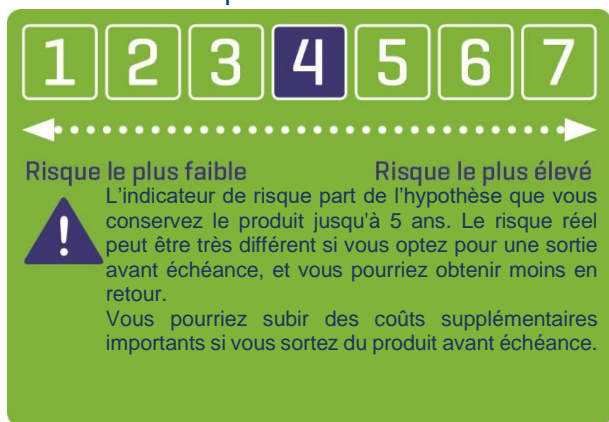 1 2 3 4 5 6 7
Risque le plus faible Risque le plus élevé
L'indicateur de risque part de l'hypothèse que vous
conservez le produit jusqu'à 5 ans. Le risque réel
peut être très différent si vous optez pour une sortie
avant échéance, et vous pourriez obtenir moins en
retour.
Vous pourriez subir des coûts supplémentaires
importants si vous sortez du produit avant échéance.